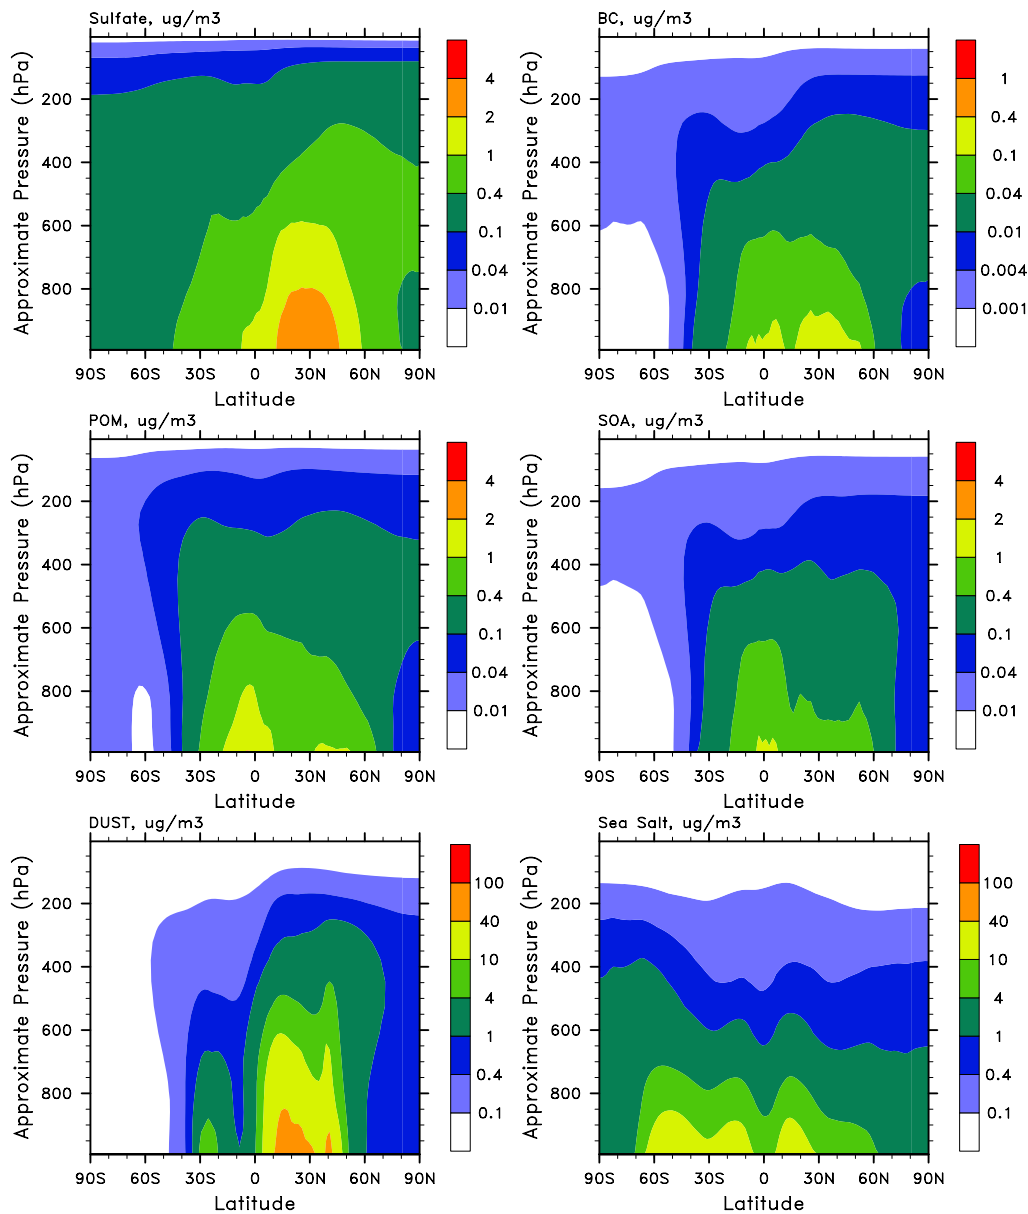 Sulfate, ug/m3
Approximate Pressure (hPa)
200
400
600
800
90S 60S 30S 0 30N 60N 90N
Latitude
4
2
1
0.4
0.1
0.04
0.01
BC, ug/m3
Approximate Pressure (hPa)
200
400
600
800
90S 60S 30S 0 30N 60N 90N
Latitude
1
0.4
0.1
0.04
0.01
0.004
0.001
POM, ug/m3
Approximate Pressure (hPa)
200
400
600
800
90S 60S 30S 0 30N 60N 90N
Latitude
4
2
1
0.4
0.1
0.04
0.01
SOA, ug/m3
Approximate Pressure (hPa)
200
400
600
800
90S 60S 30S 0 30N 60N 90N
Latitude
4
2
1
0.4
0.1
0.04
0.01
DUST, ug/m3
Approximate Pressure (hPa)
200
400
600
800
90S 60S 30S 0 30N 60N 90N
Latitude
100
40
10
4
1
0.4
0.1
Sea Salt, ug/m3
Approximate Pressure (hPa)
200
400
600
800
90S 60S 30S 0 30N 60N 90N
Latitude
100
40
10
4
1
0.4
0.1